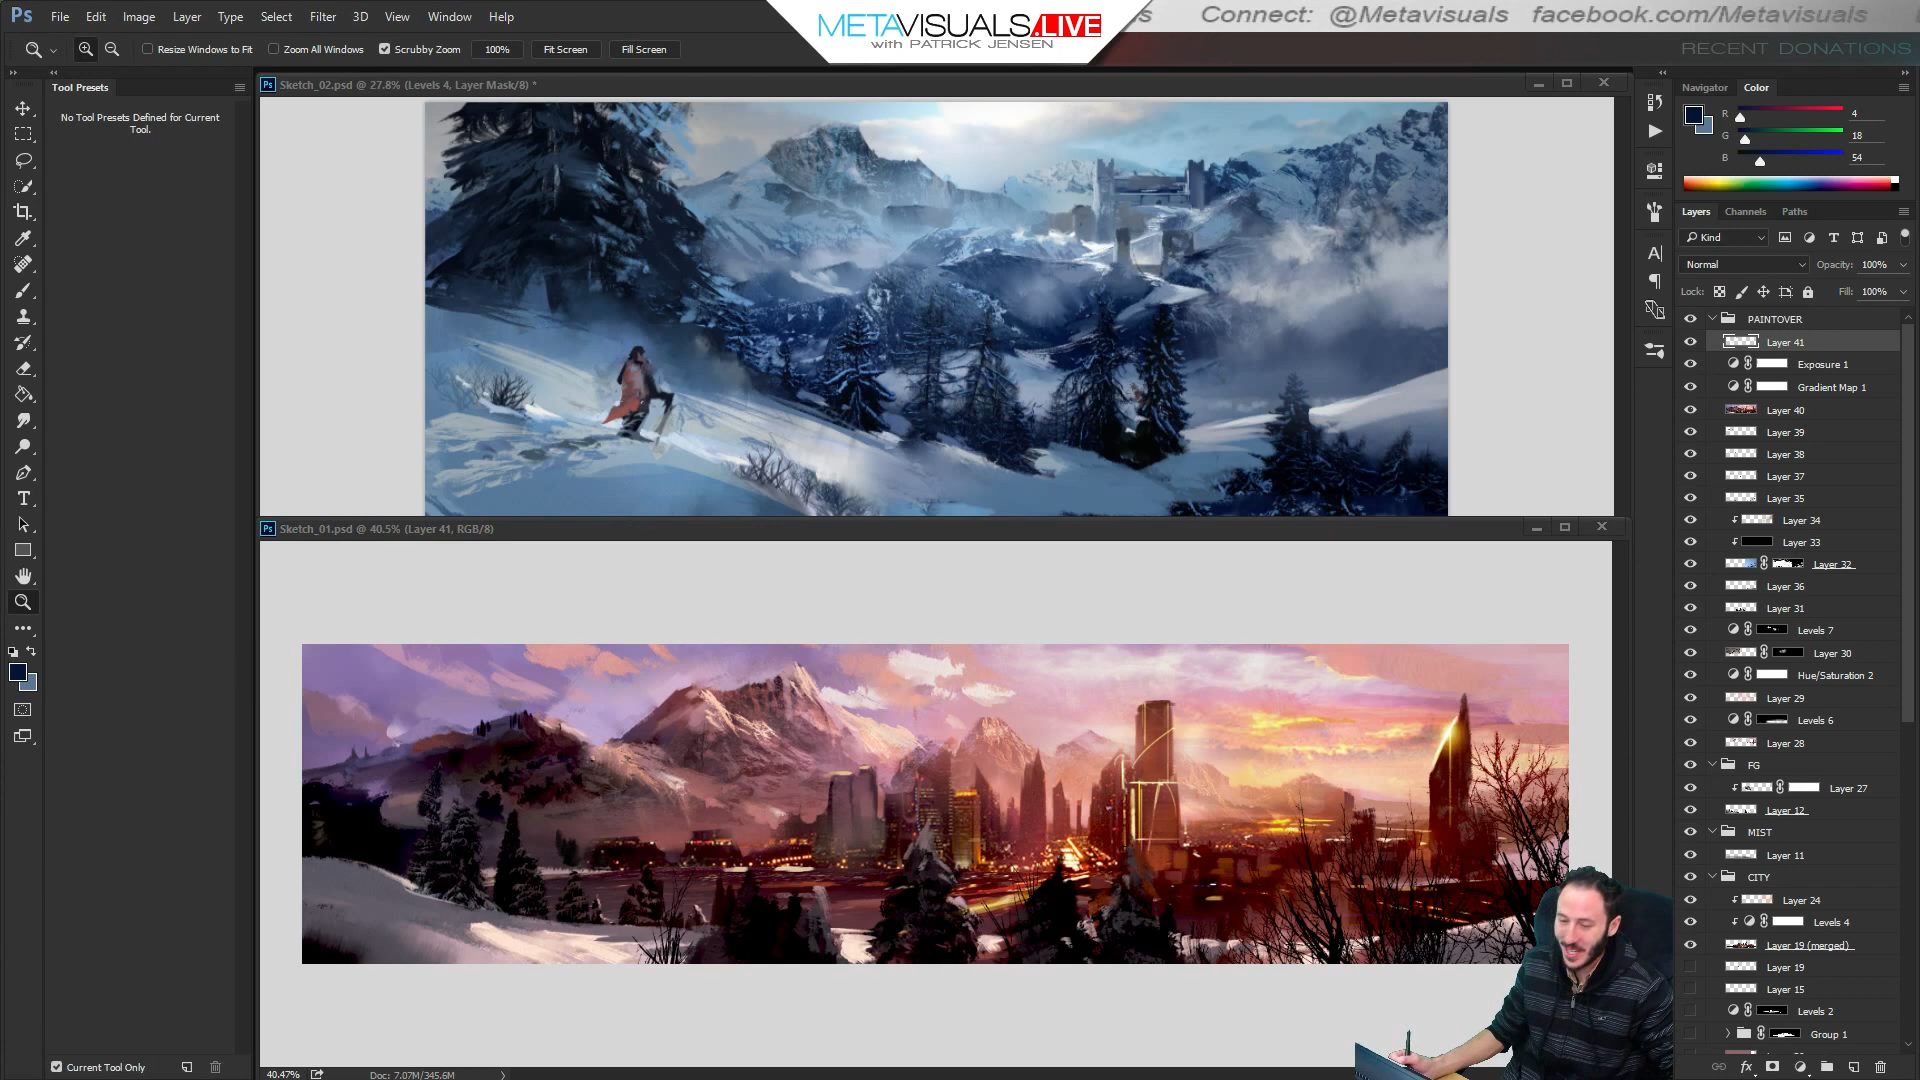 Ps File Edit Image Layer Type Select Filter 3D View Window Help
METAVISUALS.LIVE
with PATRICK JENSEN
Connect: @Metavisuals facebook.com/Metavisuals
RECENT DONATIONS
Resize Windows to Fit Zoom All Windows Scrubby Zoom 100% Fit Screen Fill Screen
Tool Presets
No Tool Presets Defined for Current
Tool.
Current Tool Only
Ps Sketch_02.psd @ 27.8% (Levels 4, Layer Mask/8) *
Ps Sketch_01.psd @ 40.5% (Layer 41, RGB/8)
40.47% Doc: 7.07M/345.6M
Navigator Color
R 4
G 18
B 54
Layers Channels Paths
Kind
Normal Opacity: 100%
Lock: Fill: 100%
PAINTOVER
Layer 41
Exposure 1
Gradient Map 1
Layer 40
Layer 39
Layer 38
Layer 37
Layer 35
Layer 34
Layer 33
Layer 32
Layer 36
Layer 31
Levels 7
Layer 30
Hue/Saturation 2
Layer 29
Levels 6
Layer 28
FG
Layer 27
Layer 12
MIST
Layer 11
CITY
Layer 24
Levels 4
Layer 19 (merged)
Layer 19
Layer 15
Levels 2
Group 1
fx